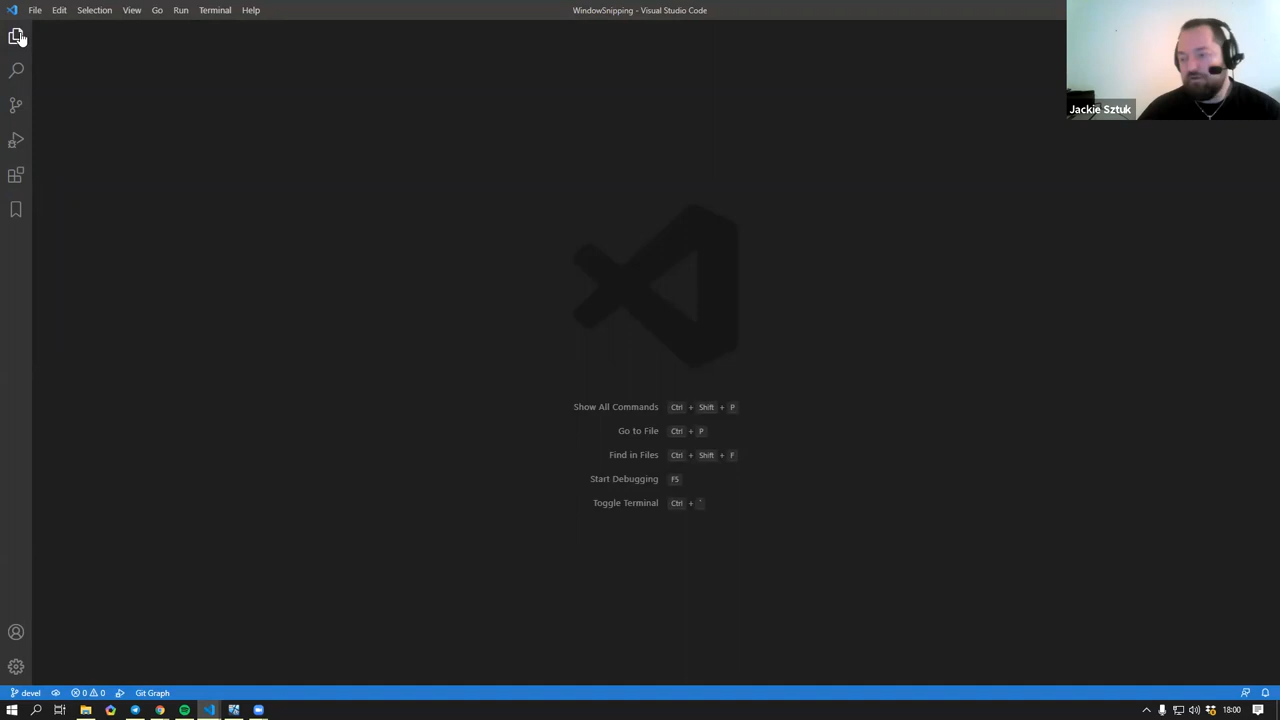 File Edit Selection View Go Run Terminal Help
WindowSnipping - Visual Studio Code
Jackie Sztuk
Show All Commands Ctrl + Shift + P
Go to File Ctrl + P
Find in Files Ctrl + Shift + F
Start Debugging F5
Toggle Terminal Ctrl + `
devel 0 0 Git Graph
18:00